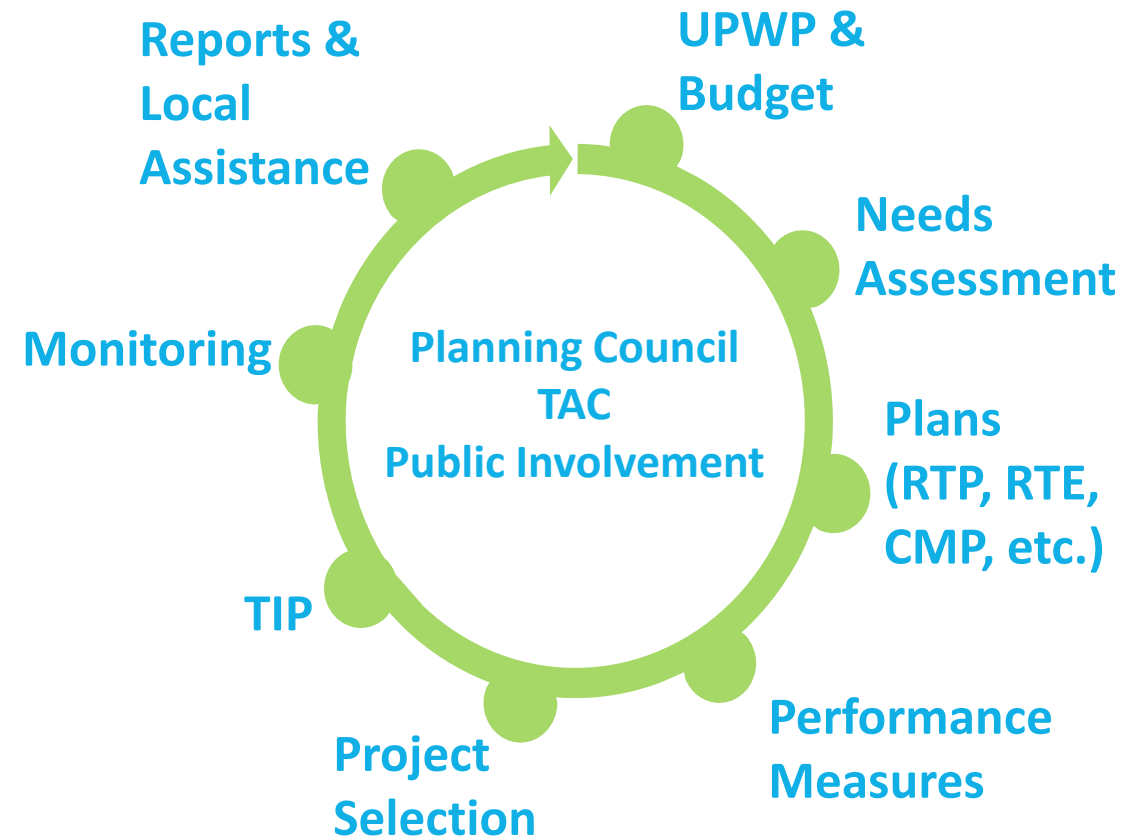 Reports &
Local
Assistance
UPWP &
Budget
Needs
Assessment
Monitoring
Planning Council
TAC
Public Involvement
Plans
(RTP, RTE,
CMP, etc.)
TIP
Performance
Measures
Project
Selection